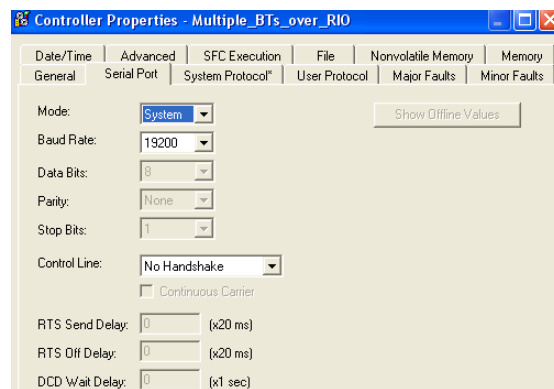 Controller Properties - Multiple_BTs_over_RIO
Date/Time Advanced SFC Execution File Nonvolatile Memory Memory
General Serial Port System Protocol* User Protocol Major Faults Minor Faults
Mode: System Show Offline Values
Baud Rate: 19200
Data Bits: 8
Parity: None
Stop Bits: 1
Control Line: No Handshake
Continuous Carrier
RTS Send Delay: 0 (x20 ms)
RTS Off Delay: 0 (x20 ms)
DCD Wait Delay: 0 (x1 sec)